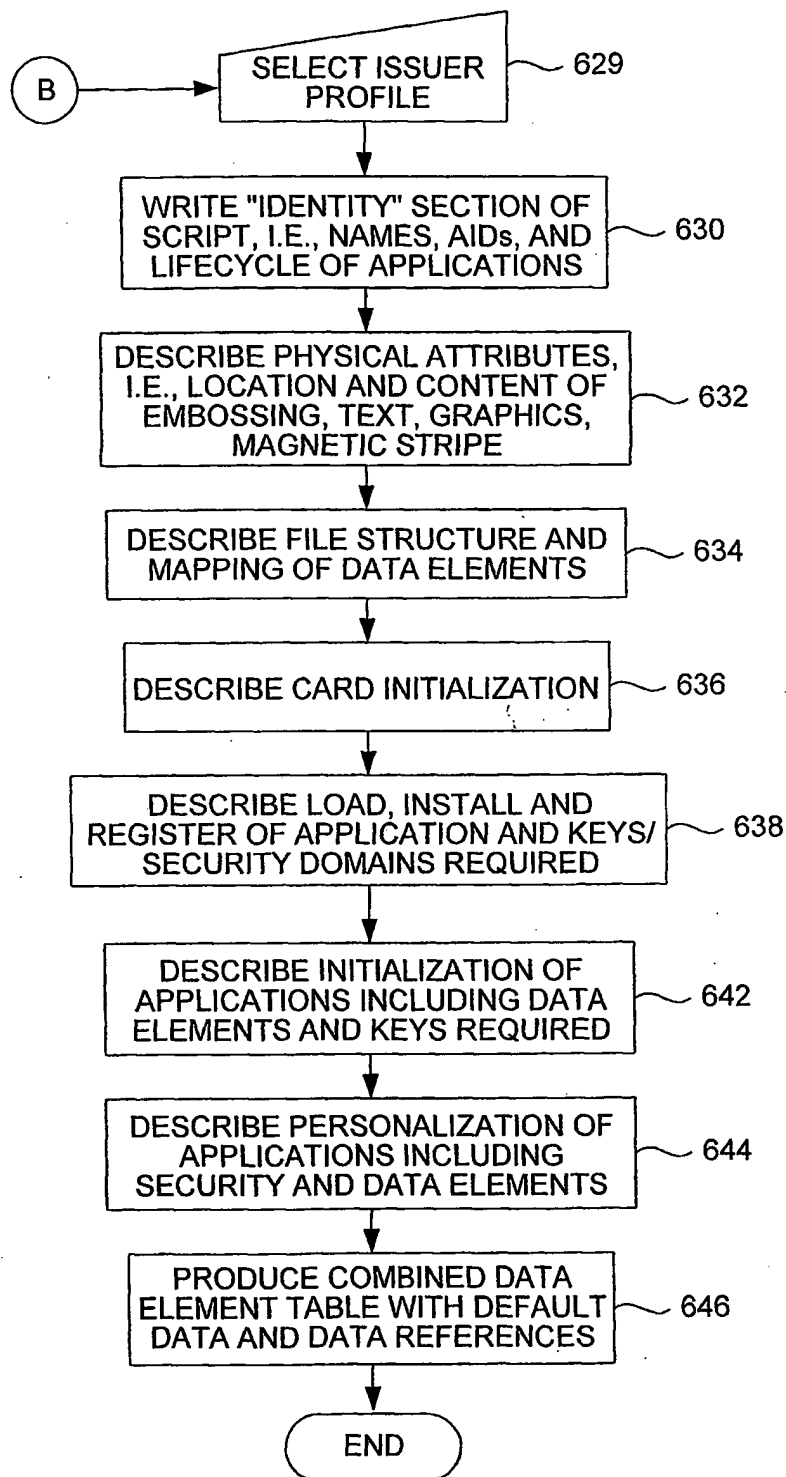 B
SELECT ISSUER
PROFILE
629
WRITE "IDENTITY" SECTION OF
SCRIPT, I.E., NAMES, AIDs, AND
LIFECYCLE OF APPLICATIONS
630
DESCRIBE PHYSICAL ATTRIBUTES,
I.E., LOCATION AND CONTENT OF
EMBOSSING, TEXT, GRAPHICS,
MAGNETIC STRIPE
632
DESCRIBE FILE STRUCTURE AND
MAPPING OF DATA ELEMENTS
634
DESCRIBE CARD INITIALIZATION
636
DESCRIBE LOAD, INSTALL AND
REGISTER OF APPLICATION AND KEYS/
SECURITY DOMAINS REQUIRED
638
DESCRIBE INITIALIZATION OF
APPLICATIONS INCLUDING DATA
ELEMENTS AND KEYS REQUIRED
642
DESCRIBE PERSONALIZATION OF
APPLICATIONS INCLUDING
SECURITY AND DATA ELEMENTS
644
PRODUCE COMBINED DATA
ELEMENT TABLE WITH DEFAULT
DATA AND DATA REFERENCES
646
END